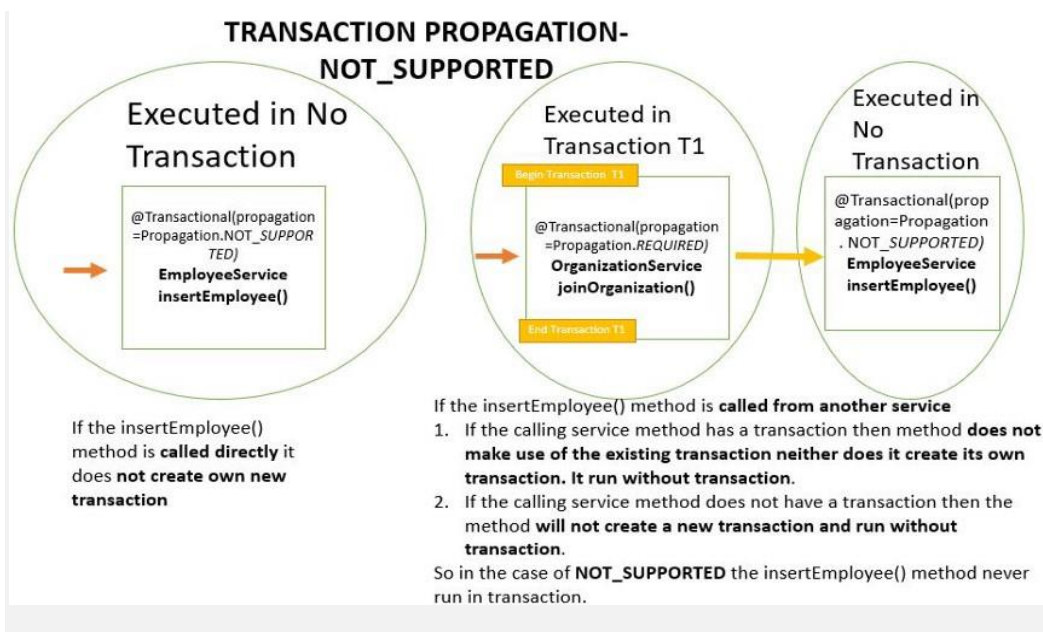 TRANSACTION PROPAGATION-
NOT_SUPPORTED
Executed in No
Transaction
@Transactional(propagation
=Propagation.NOT_SUPPOR
TED)
EmployeeService
insertEmployee()
If the insertEmployee()
method is called directly it
does not create own new
transaction
Executed in
Transaction T1
Begin Transaction T1
@Transactional(propagation
=Propagation.REQUIRED)
OrganizationService
joinOrganization()
End Transaction T1
Executed in
No
Transaction
@Transactional(prop
agation=Propagation
. NOT_SUPPORTED)
EmployeeService
insertEmployee()
If the insertEmployee() method is called from another service
1. If the calling service method has a transaction then method does not
make use of the existing transaction neither does it create its own
transaction. It run without transaction.
2. If the calling service method does not have a transaction then the
method will not create a new transaction and run without
transaction.
So in the case of NOT_SUPPORTED the insertEmployee() method never
run in transaction.